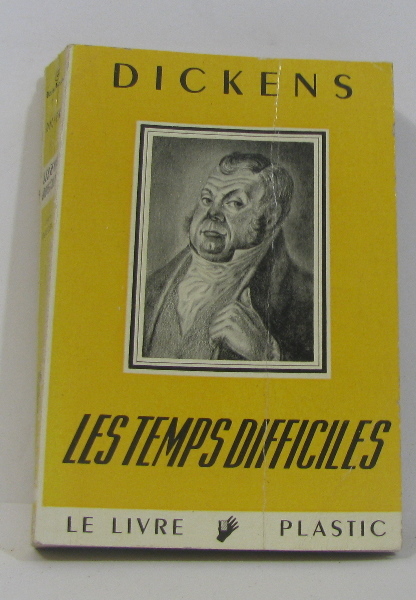 DICKENS
LES TEMPS DIFFICILES
LE LIVRE PLASTIC